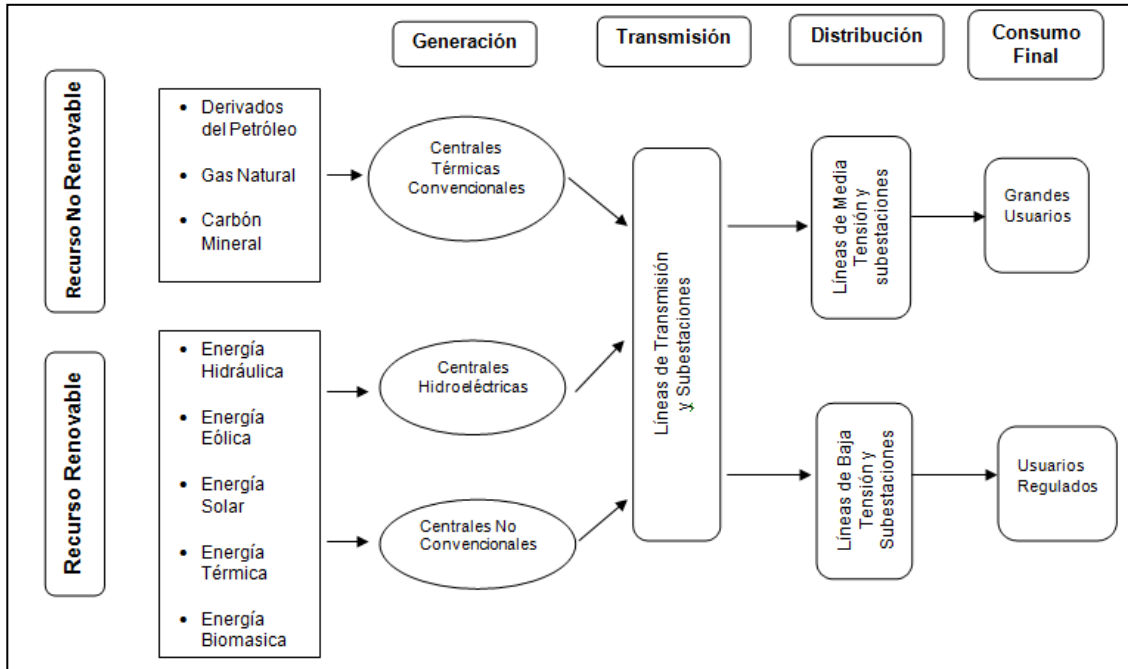 Generación
Transmisión
Distribución
Consumo
Final
Recurso No Renovable
• Derivados
del Petróleo
• Gas Natural
• Carbón
Mineral
Centrales
Térmicas
Convencionales
Líneas de Transmisión
y Subestaciones
Líneas de Media
Tensión y
subestaciones
Grandes
Usuarios
Recurso Renovable
• Energía
Hidráulica
• Energía
Eólica
• Energía
Solar
• Energía
Térmica
• Energía
Biomasica
Centrales
Hidroeléctricas
Centrales No
Convencionales
Líneas de Baja
Tensión y
Subestaciones
Usuarios
Regulados